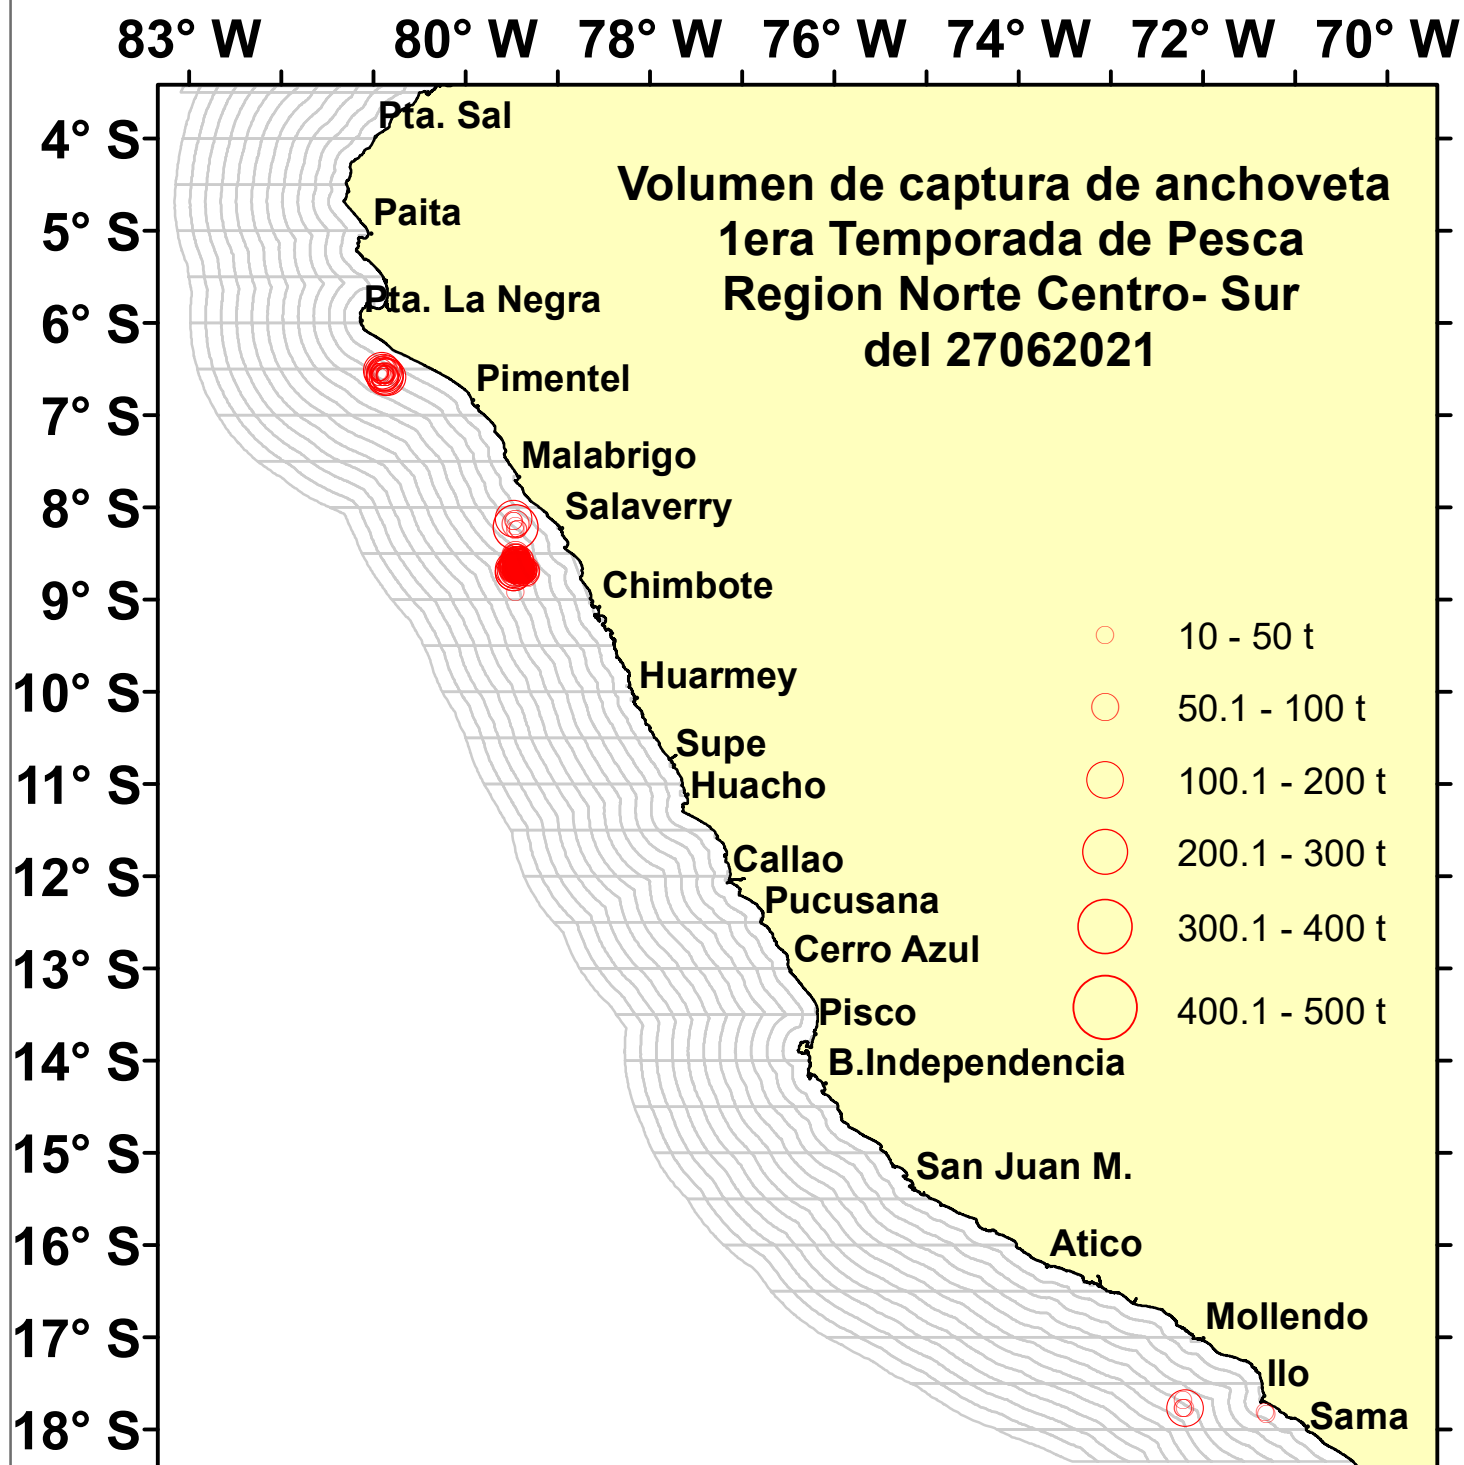 83° W 80° W 78° W 76° W 74° W 72° W 70° W
Pta. Sal
4° S
Volumen de captura de anchoveta
1era Temporada de Pesca
Region Norte Centro- Sur
del 27062021
Paita
5° S
Pta. La Negra
6° S
Pimentel
7° S
Malabrigo
8° S
Salaverry
Chimbote
9° S
10 - 50 t
Huarmey
10° S
50.1 - 100 t
Supe
11° S
Huacho
100.1 - 200 t
Callao
200.1 - 300 t
12° S
Pucusana
300.1 - 400 t
Cerro Azul
13° S
Pisco
400.1 - 500 t
14° S
B.Independencia
15° S
San Juan M.
16° S
Atico
Mollendo
17° S
Ilo
Sama
18° S